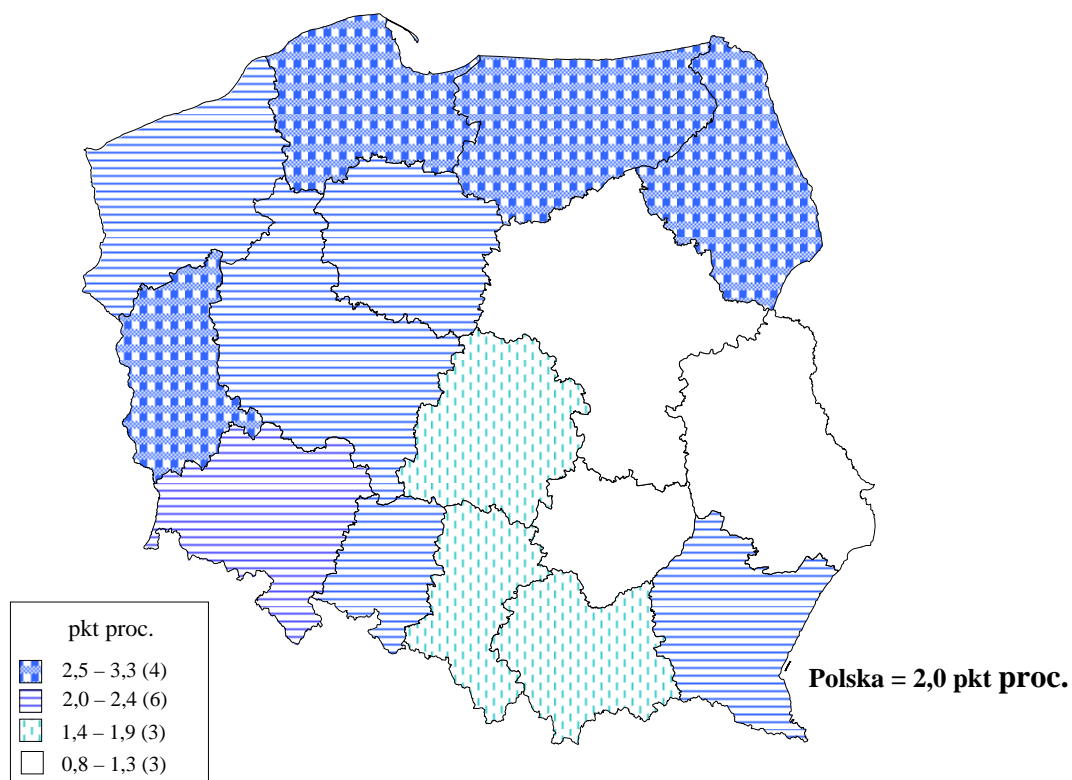 pkt proc.
2,5 – 3,3 (4)
2,0 – 2,4 (6)
1,4 – 1,9 (3)
0,8 – 1,3 (3)
Polska = 2,0 pkt proc.